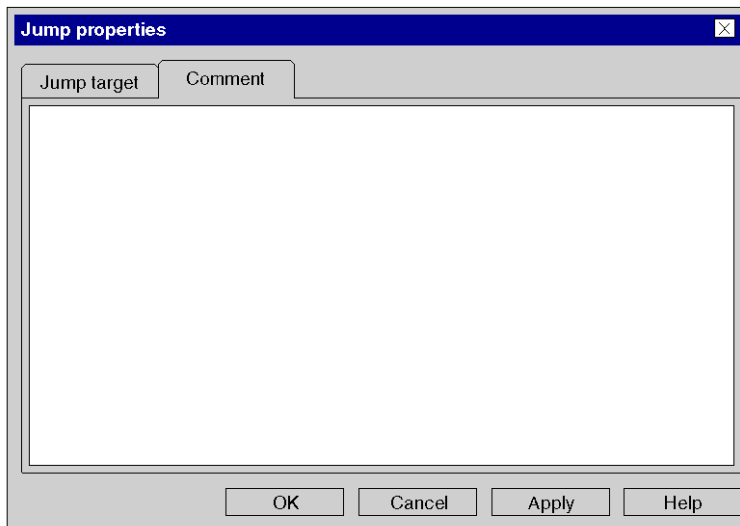 Jump properties
Jump target
Comment
OK
Cancel
Apply
Help